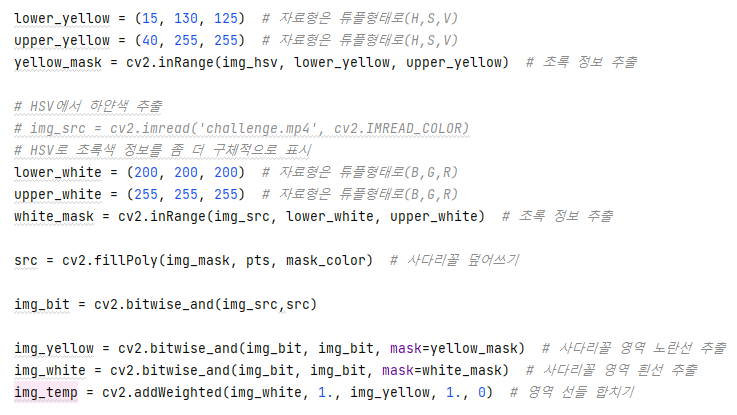 lower_yellow = (15, 130, 125)  # 자료형은 튜플형태로(H,S,V)
upper_yellow = (40, 255, 255)  # 자료형은 튜플형태로(H,S,V)
yellow_mask = cv2.inRange(img_hsv, lower_yellow, upper_yellow)  # 초록 정보 추출
# HSV에서 하얀색 추출
# img_src = cv2.imread('challenge.mp4', cv2.IMREAD_COLOR)
# HSV로 초록색 정보를 좀 더 구체적으로 표시
lower_white = (200, 200, 200)  # 자료형은 튜플형태로(B,G,R)
upper_white = (255, 255, 255)  # 자료형은 튜플형태로(B,G,R)
white_mask = cv2.inRange(img_src, lower_white, upper_white)  # 초록 정보 추출
src = cv2.fillPoly(img_mask, pts, mask_color)  # 사다리꼴 덮어쓰기
img_bit = cv2.bitwise_and(img_src,src)
img_yellow = cv2.bitwise_and(img_bit, img_bit, mask=yellow_mask)  # 사다리꼴 영역 노란선 추출
img_white = cv2.bitwise_and(img_bit, img_bit, mask=white_mask)  # 사다리꼴 영역 흰선 추출
img_temp = cv2.addWeighted(img_white, 1., img_yellow, 1., 0)  # 영역 선들 합치기